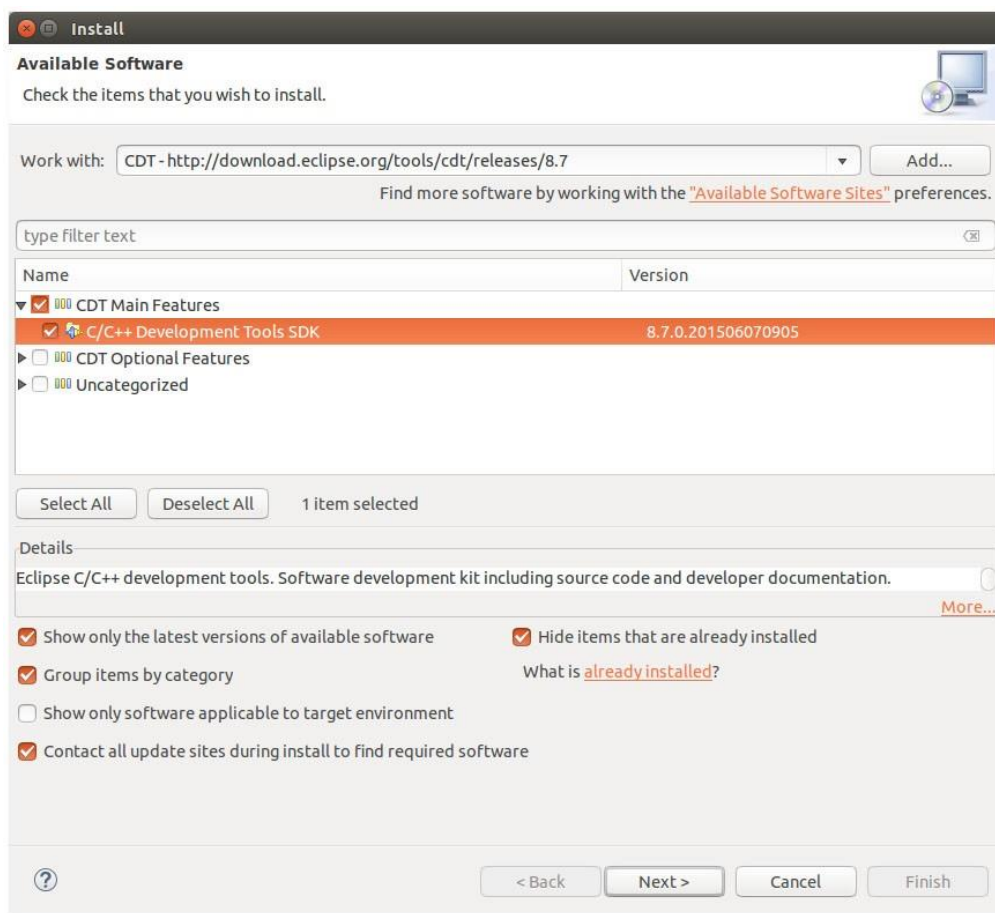 Install
Available Software
Check the items that you wish to install.
Work with: CDT - http://download.eclipse.org/tools/cdt/releases/8.7 Add...
Find more software by working with the "Available Software Sites" preferences.
type filter text
Name Version
CDT Main Features
C/C++ Development Tools SDK 8.7.0.201506070905
CDT Optional Features
Uncategorized
Select All Deselect All 1 item selected
Details
Eclipse C/C++ development tools. Software development kit including source code and developer documentation.
More...
Show only the latest versions of available software Hide items that are already installed
Group items by category What is already installed?
Show only software applicable to target environment
Contact all update sites during install to find required software
? < Back Next > Cancel Finish